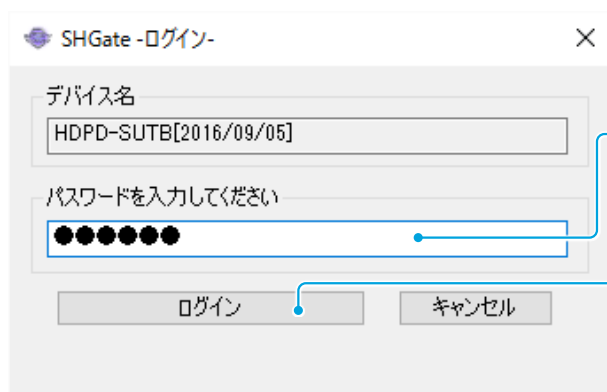 SHGate -ログイン-
デバイス名
HDPD-SUTB[2016/09/05]
パスワードを入力してください
●●●●●●
ログイン
キャンセル